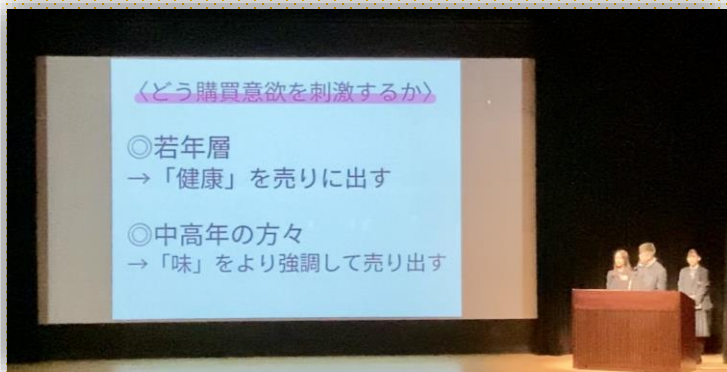 〈どう購買意欲を刺激するか〉
◎若年層
→「健康」を売りに出す
◎中高年の方々
→「味」をより強調して売り出す